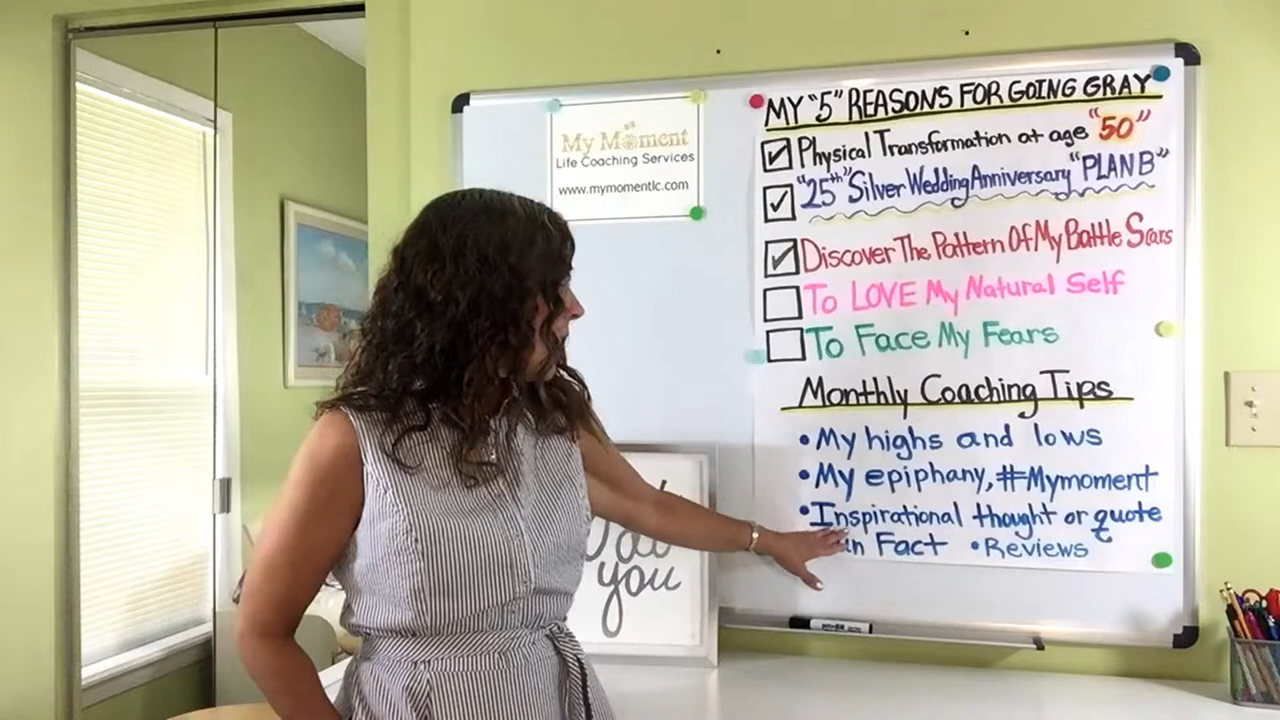 My Moment
Life Coaching Services
www.mymomentlc.com
MY "5" REASONS FOR GOING GRAY
Physical Transformation at age "50"
"25th" Silver Wedding Anniversary "PLAN B"
Discover The Pattern Of My Battle Scars
To LOVE My Natural Self
To Face My Fears
Monthly Coaching Tips
• My highs and lows
• My epiphany, #Mymoment
• Inspirational thought or quote
Fact • Reviews
you